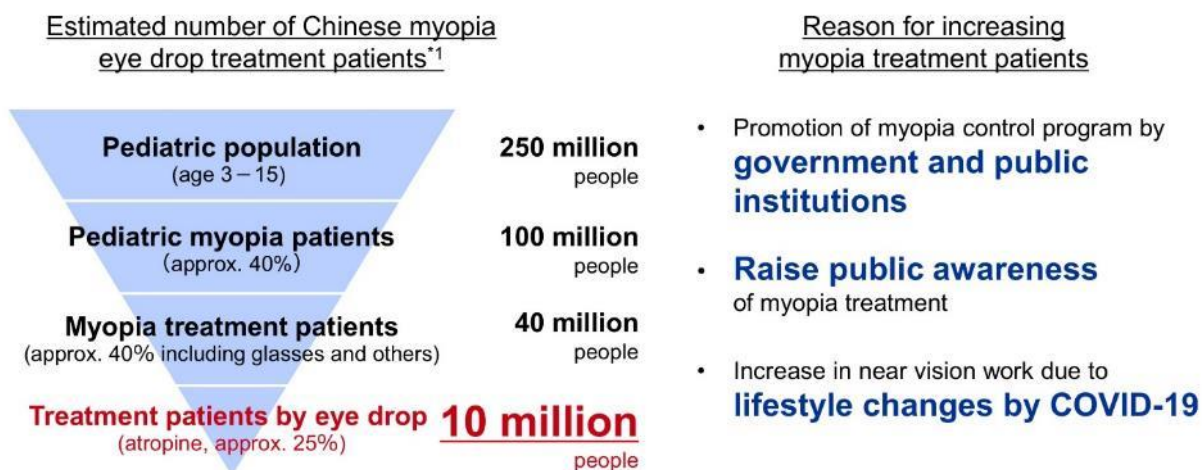 Estimated number of Chinese myopia
eye drop treatment patients*1
Pediatric population
(age 3－15)
250 million
people
Pediatric myopia patients
(approx. 40%)
100 million
people
Myopia treatment patients
(approx. 40% including glasses and others)
40 million
people
Treatment patients by eye drop
(atropine, approx. 25%)
10 million
people
Reason for increasing
myopia treatment patients
• Promotion of myopia control program by
government and public
institutions
• Raise public awareness
of myopia treatment
• Increase in near vision work due to
lifestyle changes by COVID-19